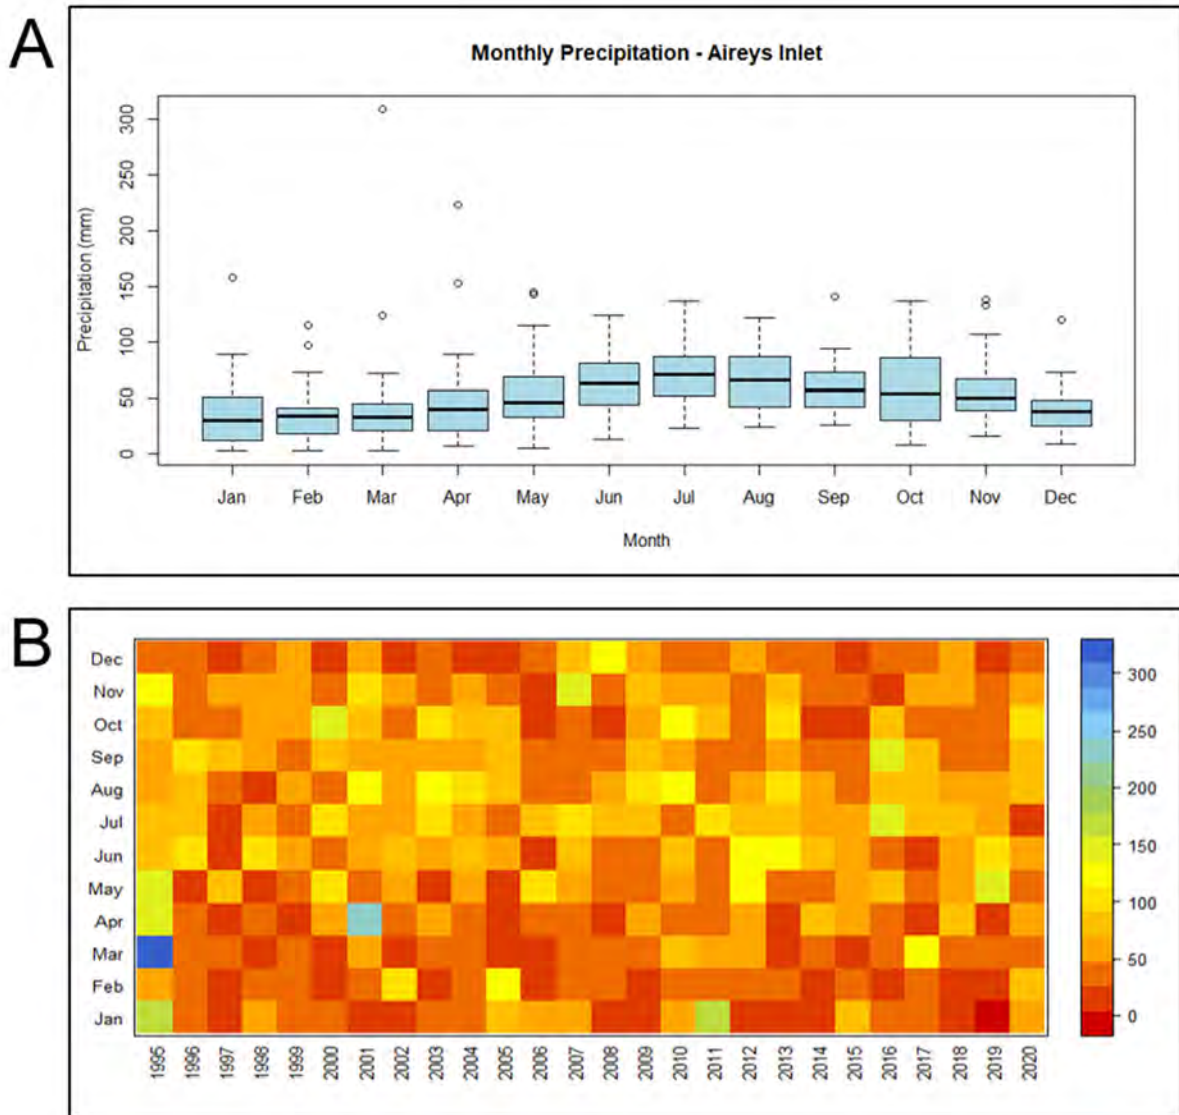 A
Monthly Precipitation - Aireys Inlet
Precipitation (mm)
300
250
200
150
100
50
0
Jan Feb Mar Apr May Jun Jul Aug Sep Oct Nov Dec
Month
B
Dec
Nov
Oct
Sep
Aug
Jul
Jun
May
Apr
Mar
Feb
Jan
1995 1996 1997 1998 1999 2000 2001 2002 2003 2004 2005 2006 2007 2008 2009 2010 2011 2012 2013 2014 2015 2016 2017 2018 2019 2020
300
250
200
150
100
50
0